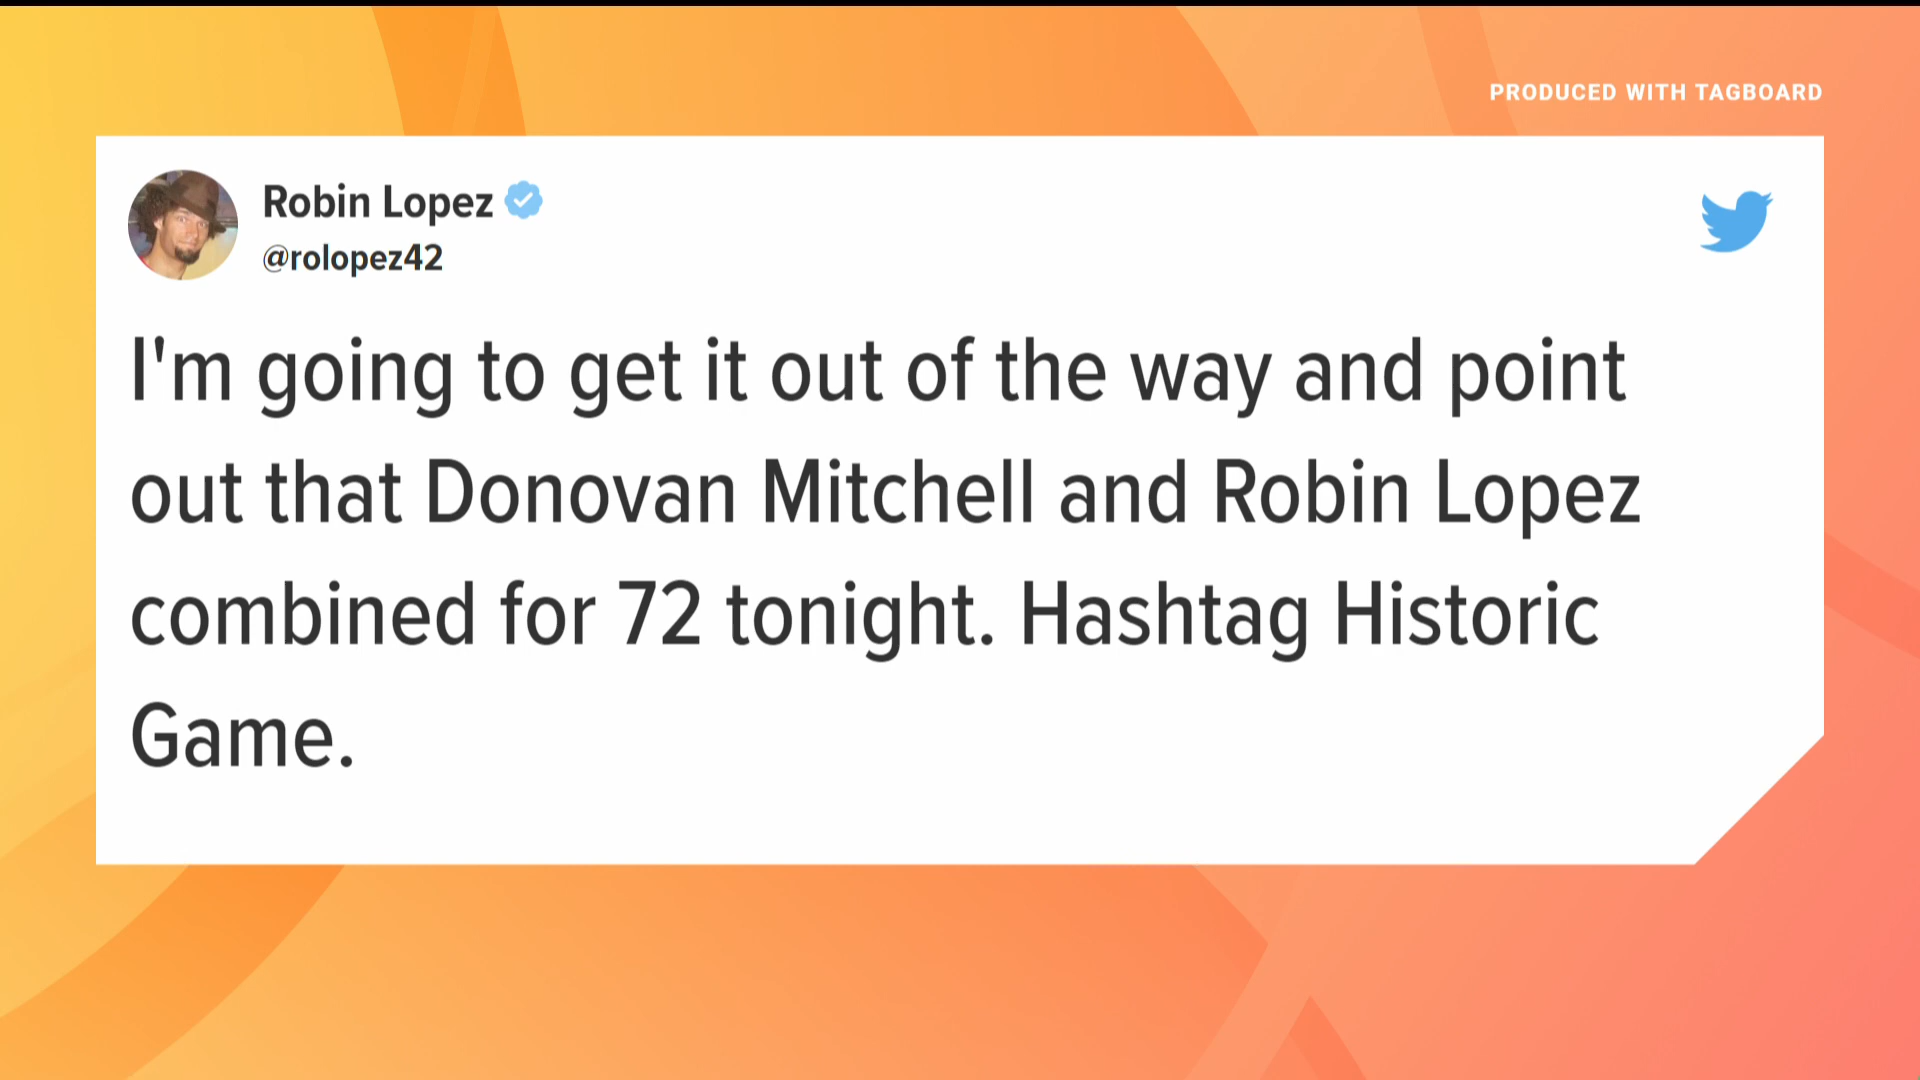 PRODUCED WITH TAGBOARD
Robin Lopez
@rolopez42
I'm going to get it out of the way and point
out that Donovan Mitchell and Robin Lopez
combined for 72 tonight. Hashtag Historic
Game.